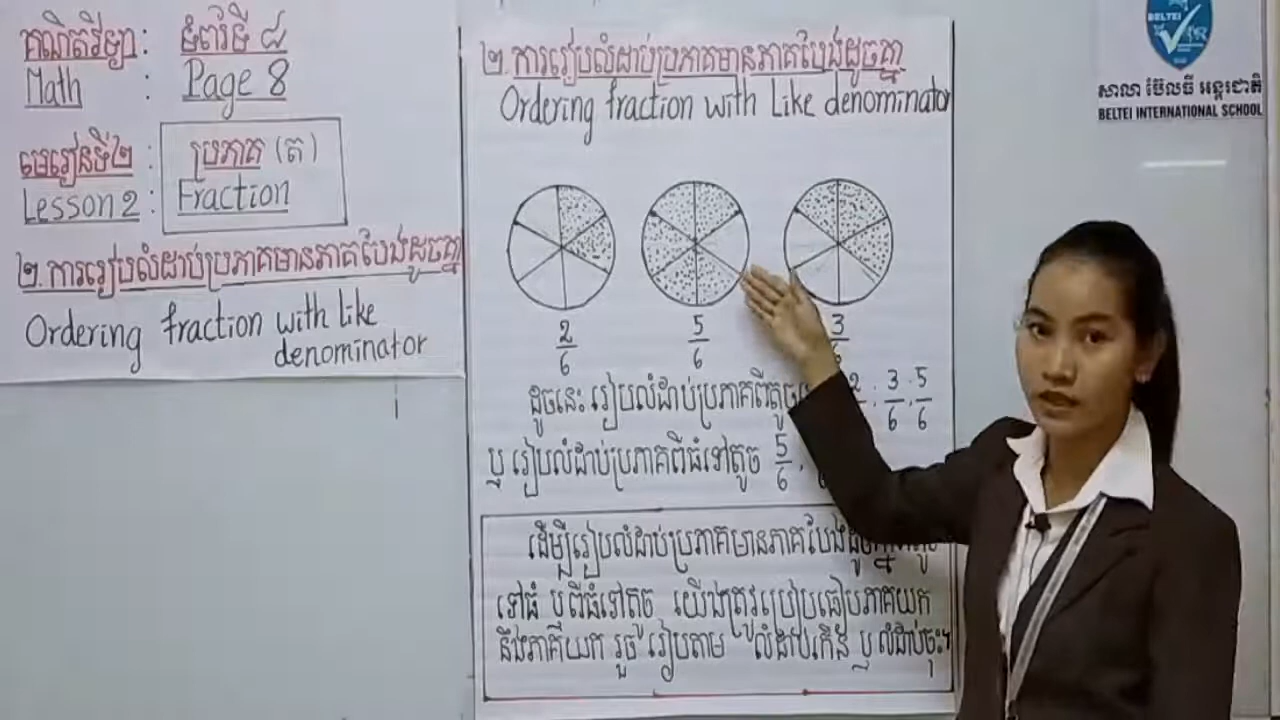 គណិតវិទ្យា : ទំព័រទី ៨
Math : Page 8
មេរៀនទី២ : ប្រភាគ (ត)
Lesson 2 : Fraction
២. ការរៀបលំដាប់ប្រភាគមានភាគបែងដូចគ្នា
Ordering fraction with like
denominator
២. ការរៀបលំដាប់ប្រភាគមានភាគបែងដូចគ្នា
Ordering fraction with Like denominator
2/6 5/6 3/6
ដូចនេះ រៀបលំដាប់ប្រភាគពីតូច 3/6 ; 5/6
ឬ រៀបលំដាប់ប្រភាគពីធំទៅតូច 5/6 ;
ដើម្បីរៀបលំដាប់ប្រភាគមានភាគបែងដូចគ្នាពីតូច
ទៅធំ ឬពីធំទៅតូច យើងត្រូវប្រៀបធៀបភាគយក
នឹងភាគយក រួច រៀបតាម លំដាប់កើន ឬ លំដាប់ចុះ។
BELTEI
សាលា ប៊ែលធី អន្តរជាតិ
BELTEI INTERNATIONAL SCHOOL